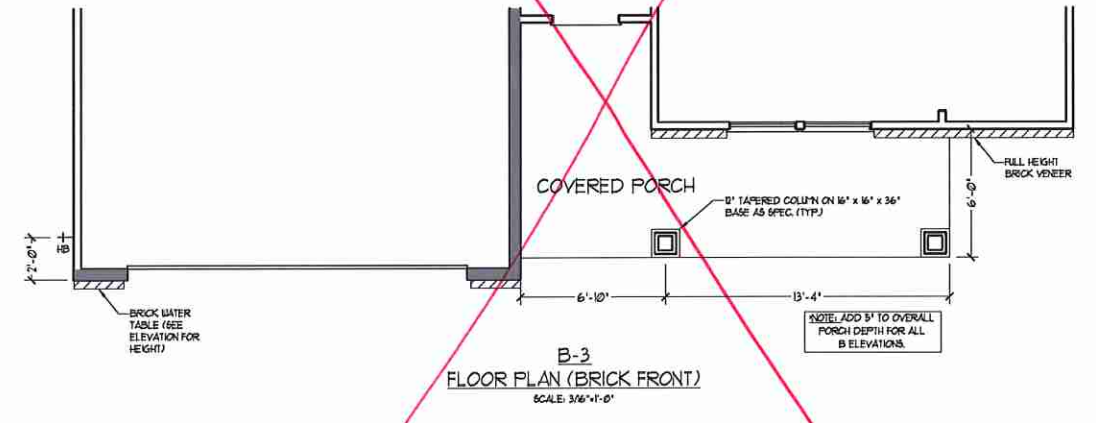 COVERED PORCH
12" TAPERED COLUMN ON 16" x 16" x 36"
BASE AS SPEC. (TYP.)
FULL HEIGHT
BRICK VENEER
6'-0"
2'-0"
HB
BRICK WATER
TABLE (SEE
ELEVATION FOR
HEIGHT)
6'-10"
13'-4"
NOTE: ADD 5" TO OVERALL
PORCH DEPTH FOR ALL
B ELEVATIONS.
B-3
FLOOR PLAN (BRICK FRONT)
SCALE: 3/16"=1'-0"